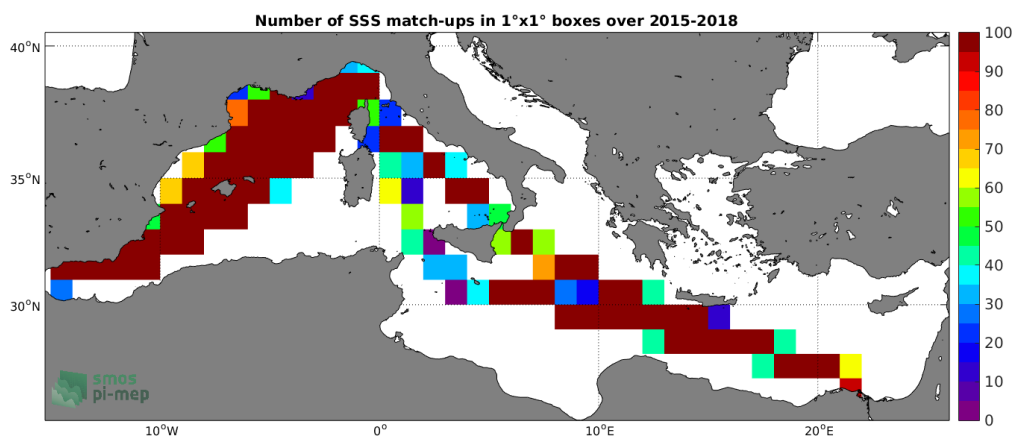 Number of SSS match-ups in 1°x1° boxes over 2015-2018
40°N
35°N
30°N
10°W
0°
10°E
20°E
100
90
80
70
60
50
40
30
20
10
0
smos
pi-mep